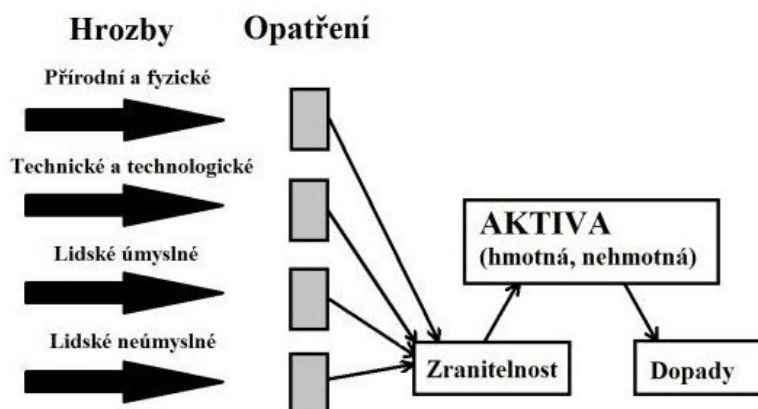 Hrozby
Opatření
Přírodní a fyzické
Technické a technologické
Lidské úmyslné
Lidské neúmyslné
AKTIVA
(hmotná, nehmotná)
Zranitelnost
Dopady